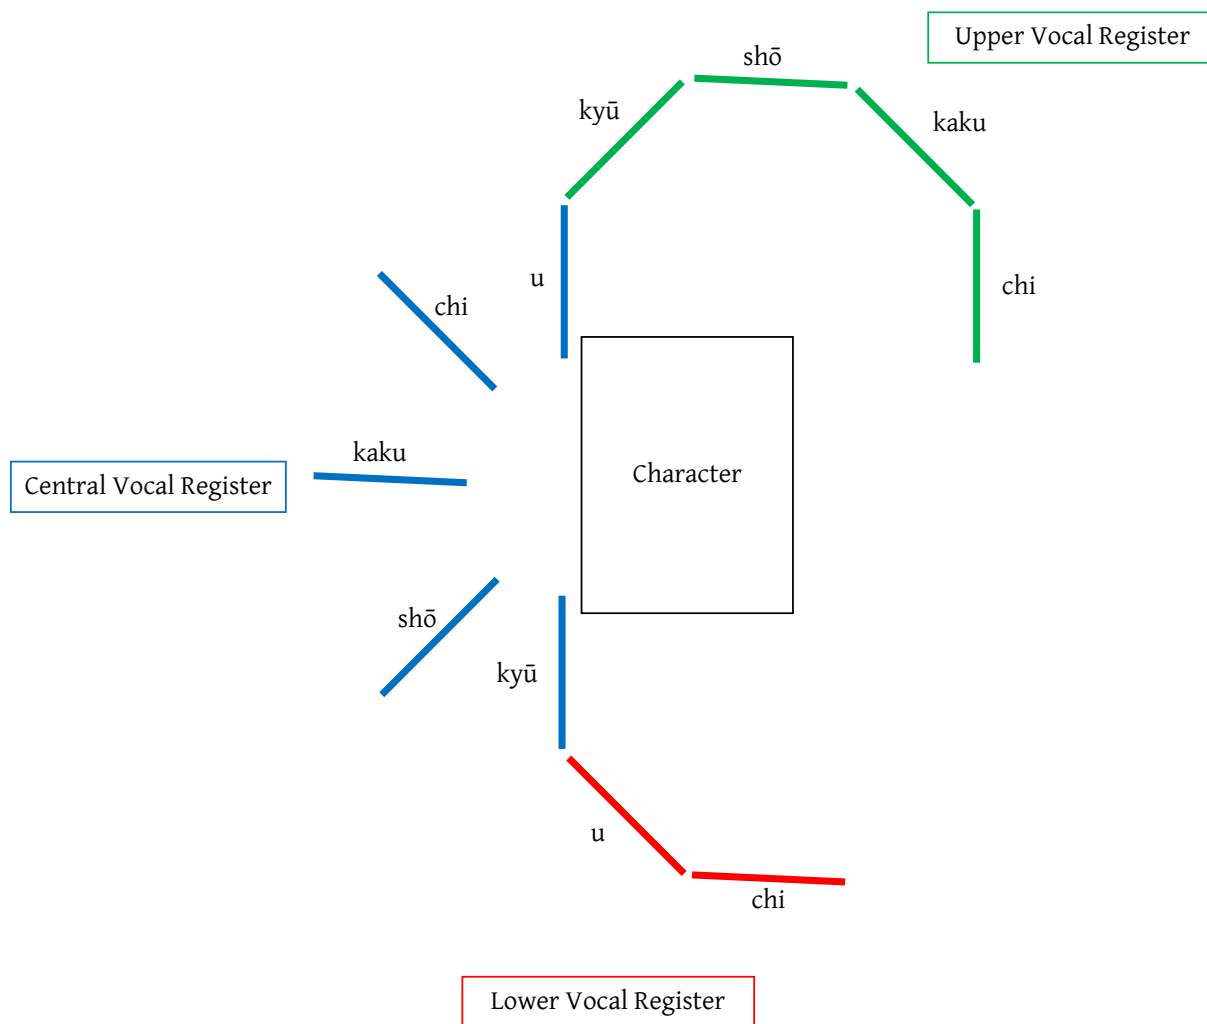 Upper Vocal Register
shō
kyū
kaku
u
chi
chi
kaku
Central Vocal Register
Character
shō
kyū
u
chi
Lower Vocal Register